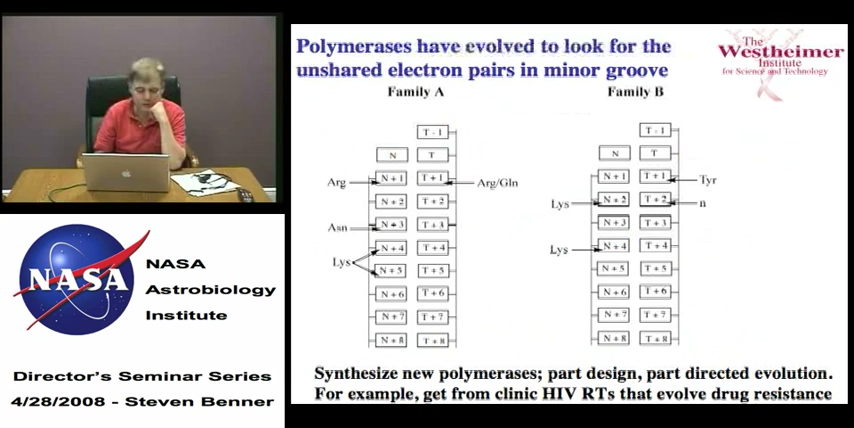 Polymerases have evolved to look for the
unshared electron pairs in minor groove
The
Westheimer
Institute
for Science and Technology
Family A
Family B
T - 1
T - 1
N T
N T
Arg N + 1 T + 1 Arg/Gln
N + 1 T + 1 Tyr
N + 2 T + 2
Lys N + 2 T + 2 n
Asn N + 3 T + 3
N + 3 T + 3
N + 4 T + 4
Lys N + 4 T + 4
Lys N + 5 T + 5
N + 5 T + 5
N + 6 T + 6
N + 6 T + 6
N + 7 T + 7
N + 7 T + 7
N + 8 T + 8
N + 8 T + 8
Synthesize new polymerases; part design, part directed evolution.
For example, get from clinic HIV RTs that evolve drug resistance
NASA
NASA
Astrobiology
Institute
Director's Seminar Series
4/28/2008 - Steven Benner